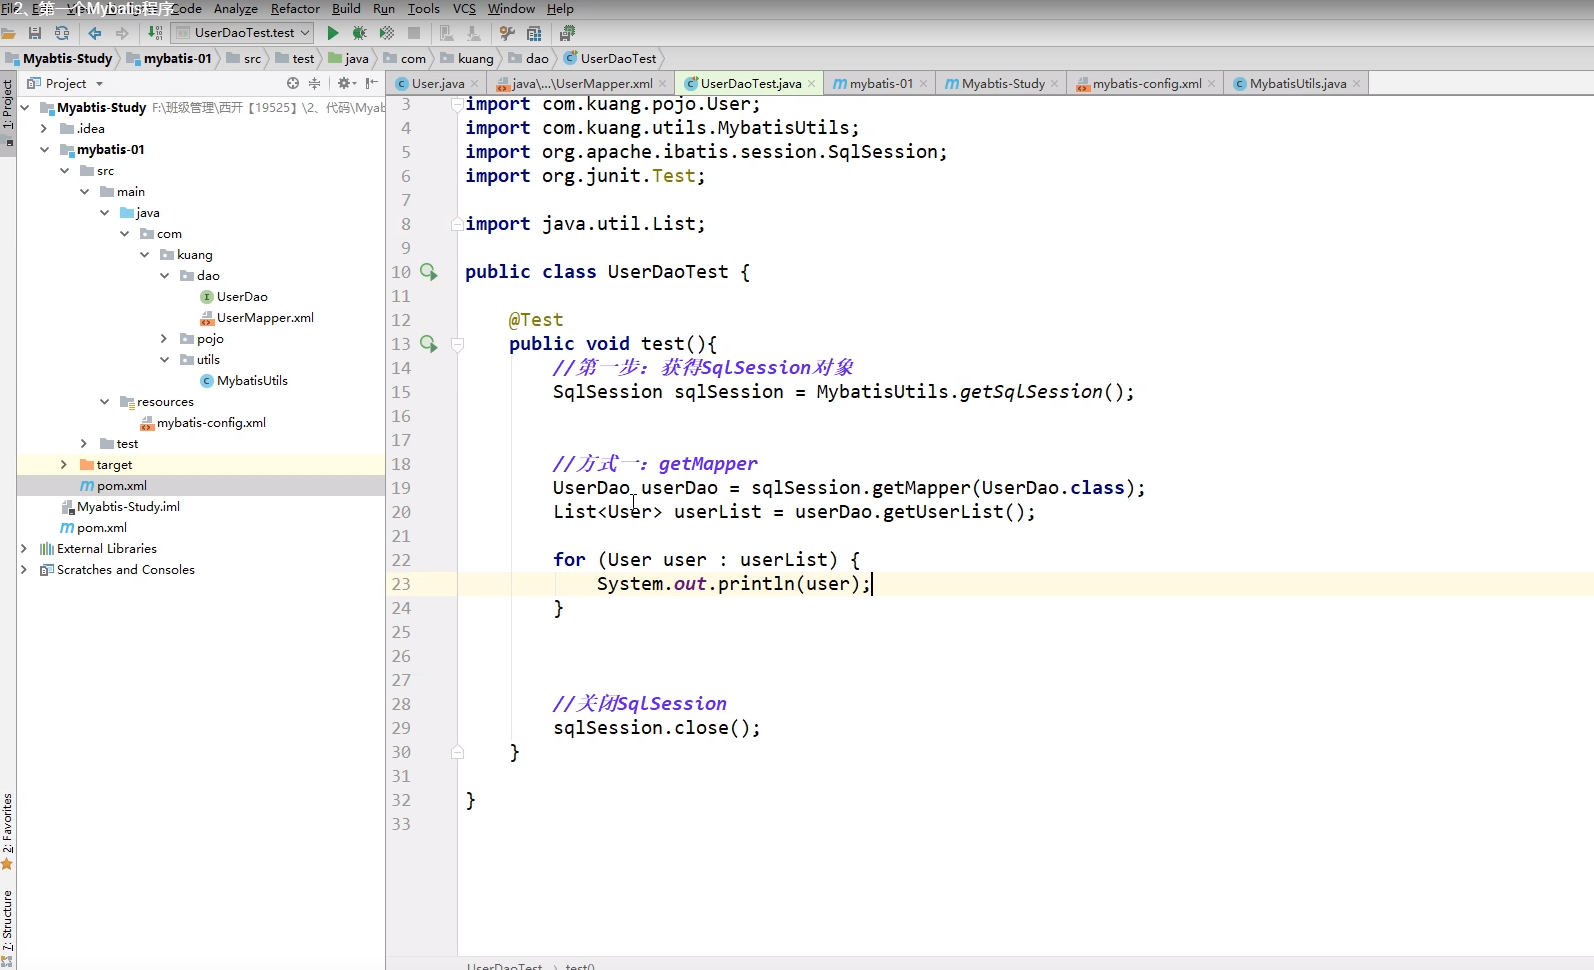 2、第一个Mybatis程序
File Code Analyze Refactor Build Run Tools VCS Window Help
UserDaoTest.test
Myabtis-Study mybatis-01 src test java com kuang dao UserDaoTest
Project
User.java java\...\UserMapper.xml UserDaoTest.java mybatis-01 Myabtis-Study mybatis-config.xml MybatisUtils.java
1: Project
2: Favorites
7: Structure
Myabtis-Study F:\班级管理\西开【19525】\2、代码\Myab
.idea
mybatis-01
src
main
java
com
kuang
dao
UserDao
UserMapper.xml
pojo
utils
MybatisUtils
resources
mybatis-config.xml
test
target
pom.xml
Myabtis-Study.iml
pom.xml
External Libraries
Scratches and Consoles
3 import com.kuang.pojo.User;
4 import com.kuang.utils.MybatisUtils;
5 import org.apache.ibatis.session.SqlSession;
6 import org.junit.Test;
7
8 import java.util.List;
9
10 public class UserDaoTest {
11
12 @Test
13 public void test(){
14 //第一步：获得SqlSession对象
15 SqlSession sqlSession = MybatisUtils.getSqlSession();
16
17
18 //方式一：getMapper
19 UserDao userDao = sqlSession.getMapper(UserDao.class);
20 List<User> userList = userDao.getUserList();
21
22 for (User user : userList) {
23 System.out.println(user);
24 }
25
26
27
28 //关闭SqlSession
29 sqlSession.close();
30 }
31
32 }
33
UserDaoTest test()